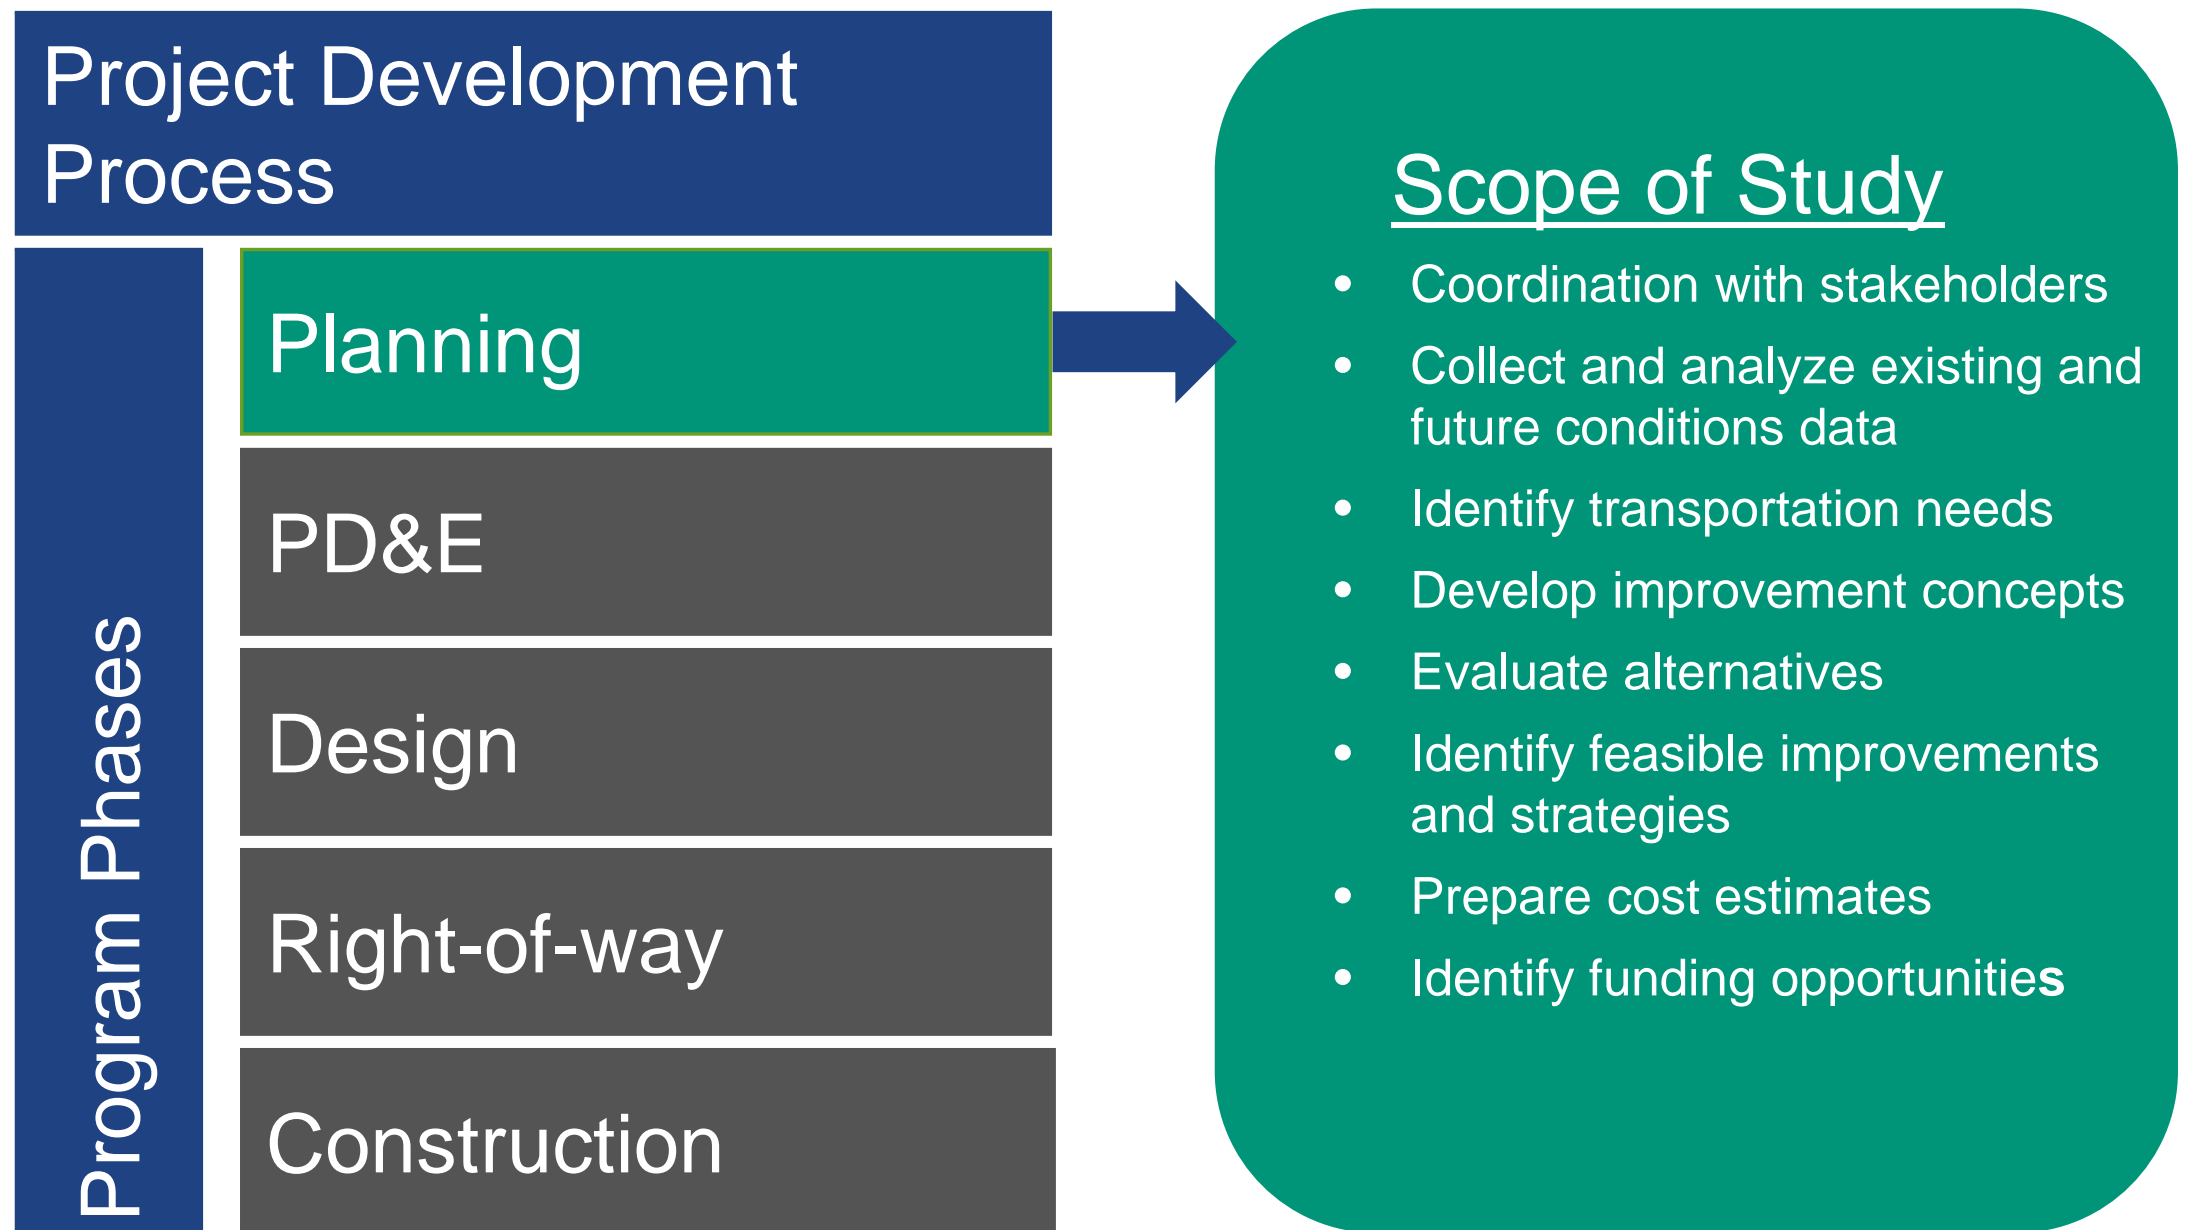 Project Development
Process
Program Phases
Planning
PD&E
Design
Right-of-way
Construction
Scope of Study
• Coordination with stakeholders
• Collect and analyze existing and
future conditions data
• Identify transportation needs
• Develop improvement concepts
• Evaluate alternatives
• Identify feasible improvements
and strategies
• Prepare cost estimates
• Identify funding opportunities